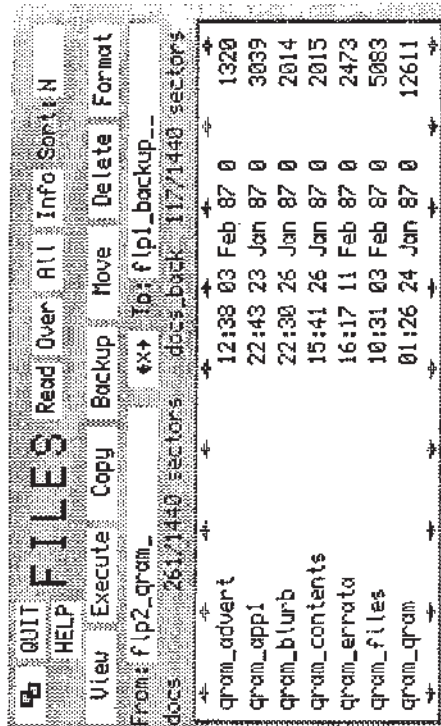 QUIT FILES Read Over All Info Sort: N
HELP
View Execute Copy Backup Move Delete Format
From: flp2_qram_ To: flp1_backup__
docs 261/1440 sectors docs_back 117/1440 sectors
qram_advert 12:38 03 Feb 87 0 1320
qram_app1 22:43 23 Jan 87 0 3039
qram_blurb 22:30 26 Jan 87 0 2014
qram_contents 15:41 26 Jan 87 0 2015
qram_errata 16:17 11 Feb 87 0 2473
qram_files 10:31 03 Feb 87 0 5083
qram_qram 01:26 24 Jan 87 0 12611